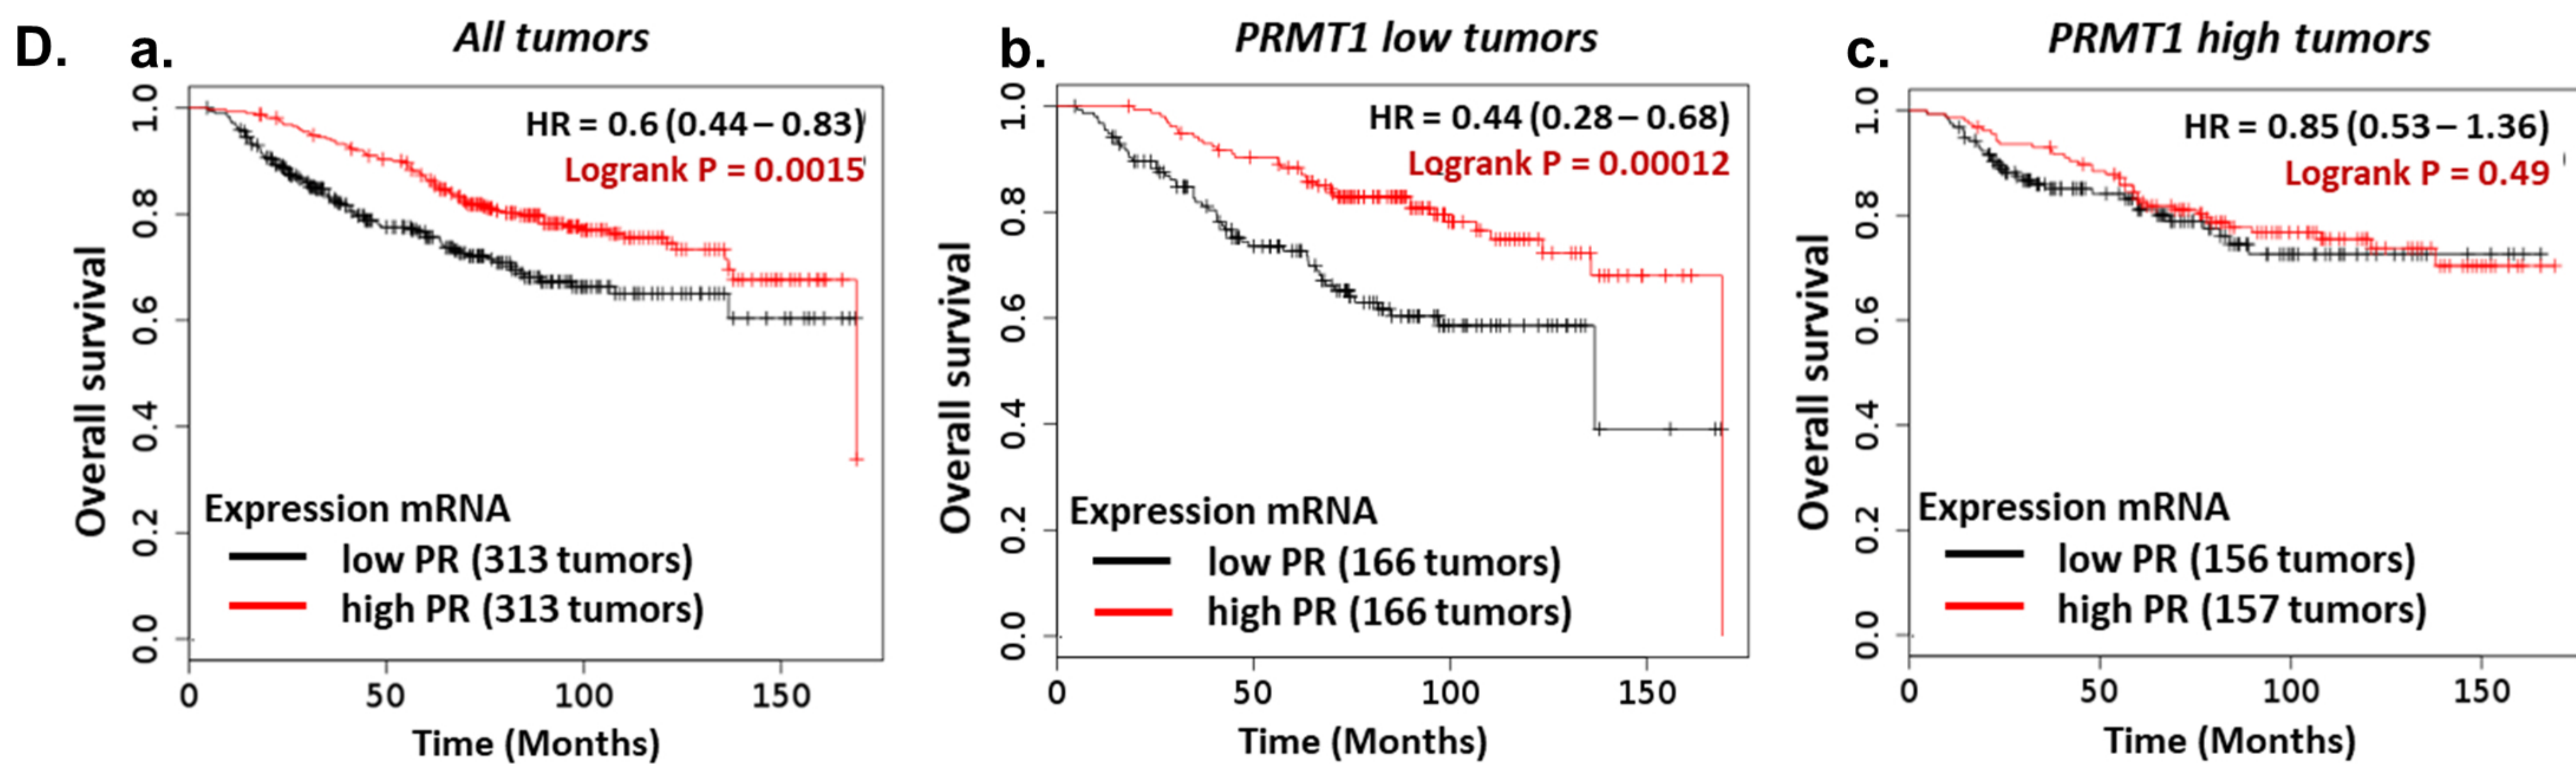 D.
a.
All tumors
HR = 0.6 (0.44 – 0.83)
Logrank P = 0.0015
Overall survival
1.0
0.8
0.6
0.4
0.2
0.0
Expression mRNA
low PR (313 tumors)
high PR (313 tumors)
0 50 100 150
Time (Months)
b.
PRMT1 low tumors
HR = 0.44 (0.28 – 0.68)
Logrank P = 0.00012
Overall survival
1.0
0.8
0.6
0.4
0.2
0.0
Expression mRNA
low PR (166 tumors)
high PR (166 tumors)
0 50 100 150
Time (Months)
c.
PRMT1 high tumors
HR = 0.85 (0.53 – 1.36)
Logrank P = 0.49
Overall survival
1.0
0.8
0.6
0.4
0.2
0.0
Expression mRNA
low PR (156 tumors)
high PR (157 tumors)
0 50 100 150
Time (Months)